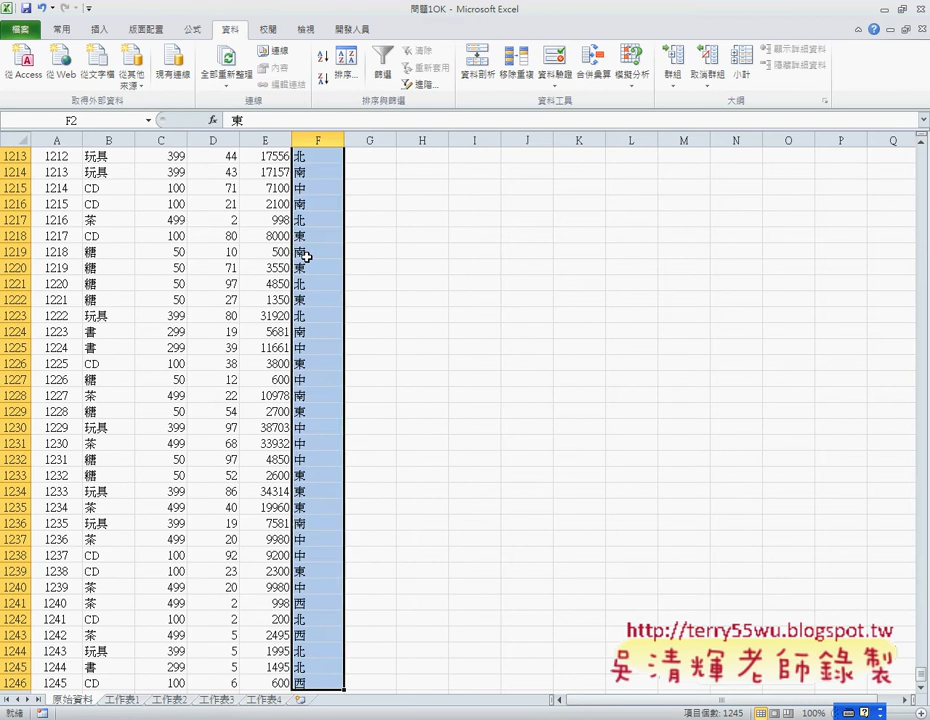 問題1OK - Microsoft Excel
檔案 常用 插入 版面配置 公式 資料 校閱 檢視 開發人員
從 Access 從 Web 從文字檔 從其他來源 現有連線 全部重新整理 連線 內容 編輯連結 排序... 篩選 清除 重新套用 進階... 資料剖析 移除重複 資料驗證 合併彙算 模擬分析 群組 取消群組 小計 顯示詳細資料 隱藏詳細資料
取得外部資料 連線 排序與篩選 資料工具 大綱
F2 fx 東
A B C D E F G H I J K L M N O P Q
1213 1212 玩具 399 44 17556 北
1214 1213 玩具 399 43 17157 南
1215 1214 CD 100 71 7100 中
1216 1215 CD 100 21 2100 南
1217 1216 茶 499 2 998 北
1218 1217 CD 100 80 8000 東
1219 1218 糖 50 10 500 南
1220 1219 糖 50 71 3550 東
1221 1220 糖 50 97 4850 北
1222 1221 糖 50 27 1350 東
1223 1222 玩具 399 80 31920 北
1224 1223 書 299 19 5681 南
1225 1224 書 299 39 11661 中
1226 1225 CD 100 38 3800 東
1227 1226 糖 50 12 600 中
1228 1227 茶 499 22 10978 南
1229 1228 糖 50 54 2700 東
1230 1229 玩具 399 97 38703 中
1231 1230 茶 499 68 33932 中
1232 1231 糖 50 97 4850 中
1233 1232 糖 50 52 2600 東
1234 1233 玩具 399 86 34314 東
1235 1234 茶 499 40 19960 東
1236 1235 玩具 399 19 7581 南
1237 1236 茶 499 20 9980 中
1238 1237 CD 100 92 9200 中
1239 1238 CD 100 23 2300 東
1240 1239 茶 499 20 9980 中
1241 1240 茶 499 2 998 西
1242 1241 CD 100 2 200 北
1243 1242 茶 499 5 2495 西
1244 1243 玩具 399 5 1995 北
1245 1244 書 299 5 1495 北
1246 1245 CD 100 6 600 西
http://terry55wu.blogspot.tw
吳清輝老師錄製
原始資料 工作表1 工作表2 工作表3 工作表4
就緒 項目個數: 1245 100%